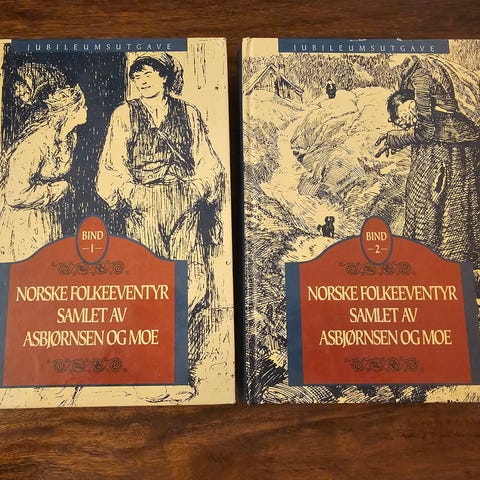 JUBILEUMSUTGAVE
BIND
—1—
NORSKE FOLKEEVENTYR
SAMLET AV
ASBJØRNSEN OG MOE
JUBILEUMSUTGAVE
BIND
—2—
NORSKE FOLKEEVENTYR
SAMLET AV
ASBJØRNSEN OG MOE